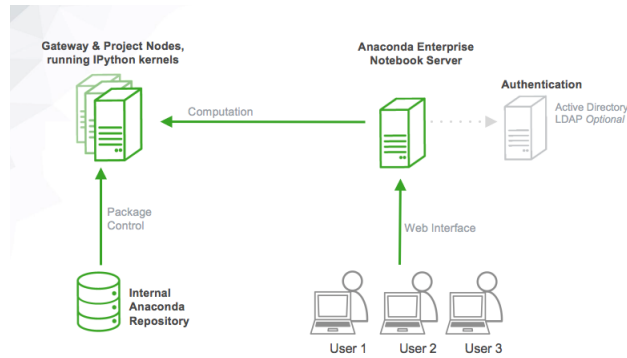 Gateway & Project Nodes,
running IPython kernels
Anaconda Enterprise
Notebook Server
Authentication
Active Directory
LDAP Optional
Computation
Package
Control
Web Interface
Internal
Anaconda
Repository
User 1
User 2
User 3